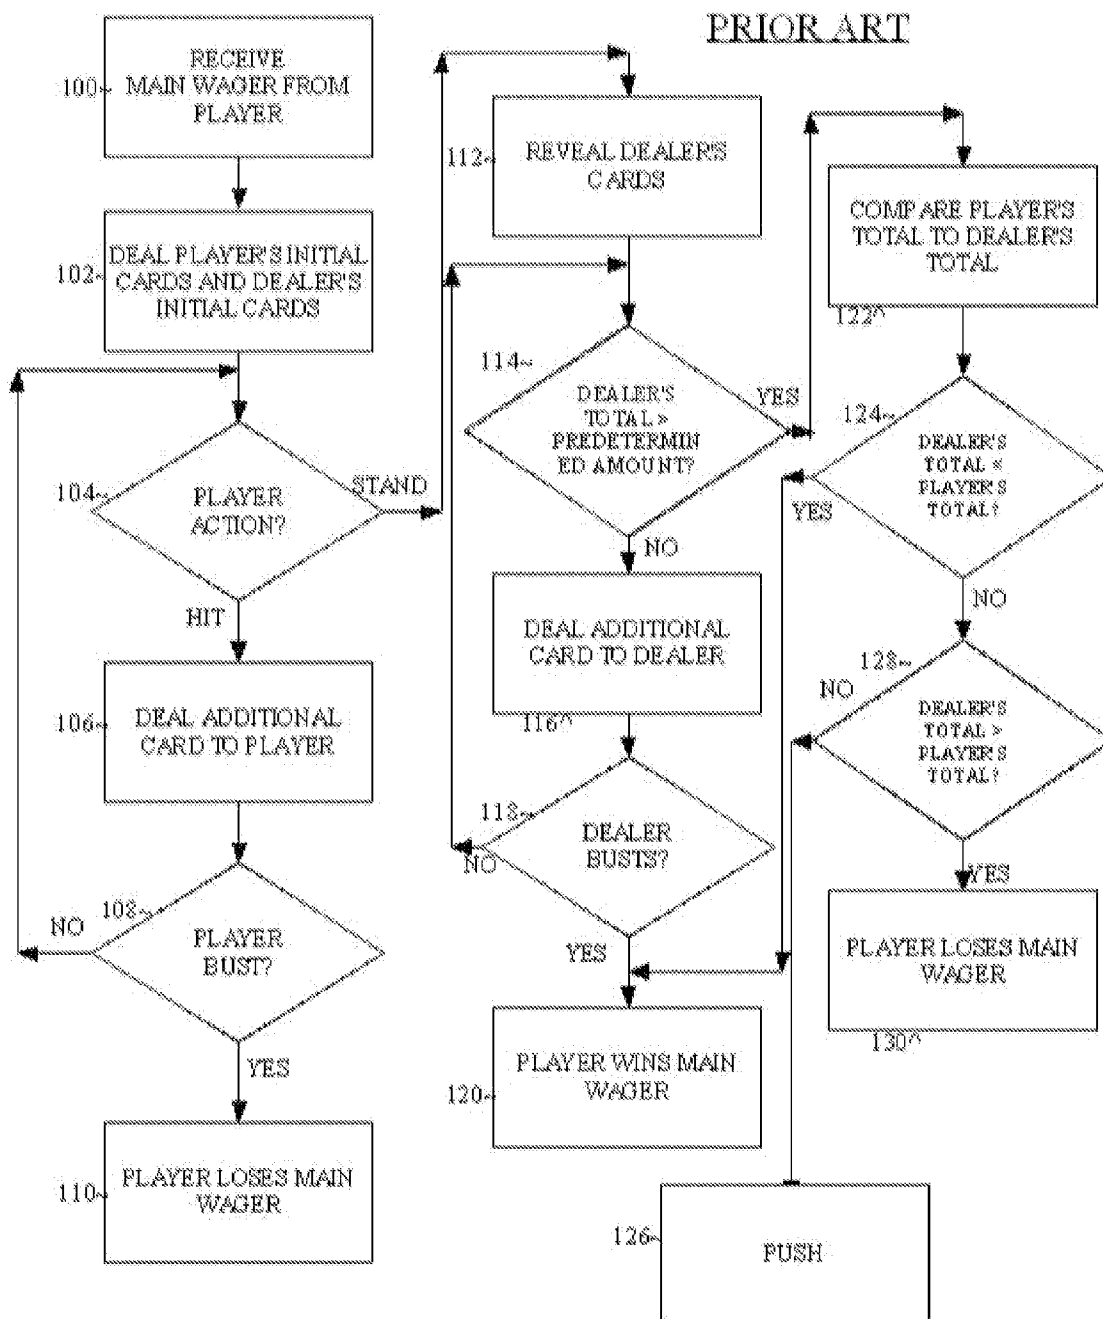 PRIOR ART
100~
RECEIVE
MAIN WAGER FROM
PLAYER
102~
DEAL PLAYER'S INITIAL
CARDS AND DEALER'S
INITIAL CARDS
104~
PLAYER
ACTION?
STAND
HIT
106~
DEAL ADDITIONAL
CARD TO PLAYER
108~
NO
PLAYER
BUST?
YES
110~
PLAYER LOSES MAIN
WAGER
112~
REVEAL DEALER'S
CARDS
114~
DEALER'S
TOTAL >
PREDETERMIN
ED AMOUNT?
YES
NO
DEAL ADDITIONAL
CARD TO DEALER
116^
118~
DEALER
BUSTS?
NO
YES
120~
PLAYER WINS MAIN
WAGER
COMPARE PLAYER'S
TOTAL TO DEALER'S
TOTAL
122^
124~
DEALER'S
TOTAL <
PLAYER'S
TOTAL?
YES
NO
128~
NO
DEALER'S
TOTAL >
PLAYER'S
TOTAL?
YES
PLAYER LOSES MAIN
WAGER
130^
126~
PUSH